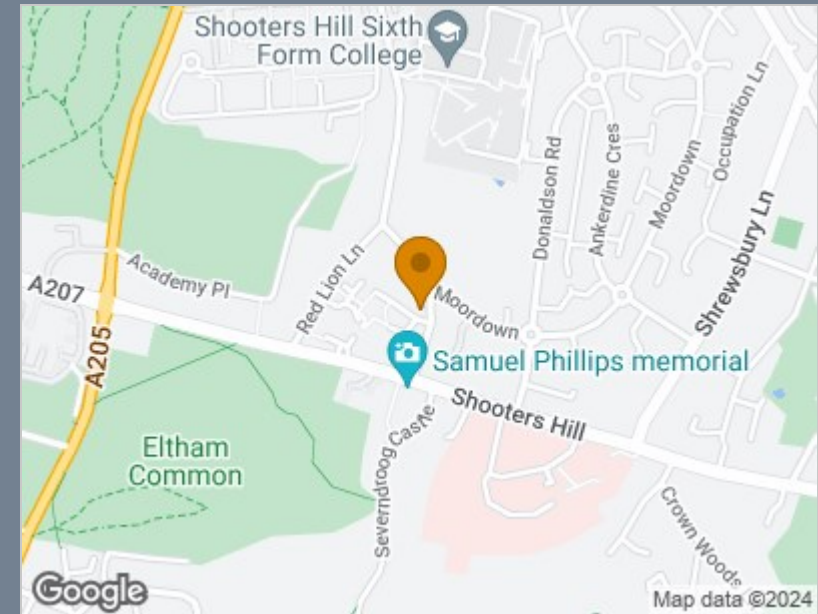 Shooters Hill Sixth
Form College
Occupation Ln
Donaldson Rd
Ankerdine Cres
Moordown
Shrewsbury Ln
Academy Pl
Red Lion Ln
A207
Moordown
A205
Samuel Phillips memorial
Shooters Hill
Eltham
Common
Severndroog Castle
Crown Woods
Google
Map data ©2024